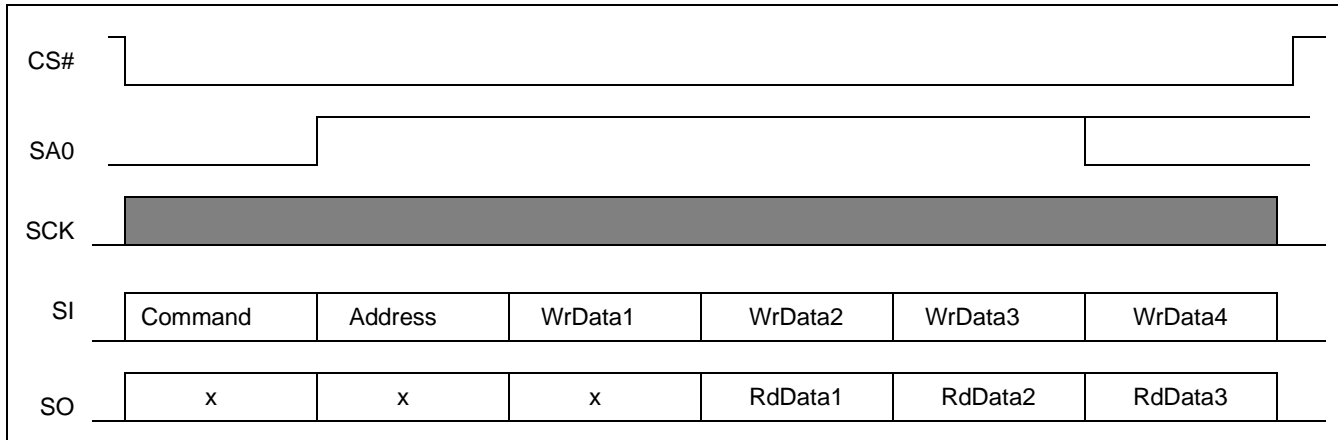 CS#
SA0
SCK
SI Command Address WrData1 WrData2 WrData3 WrData4
SO x x x RdData1 RdData2 RdData3